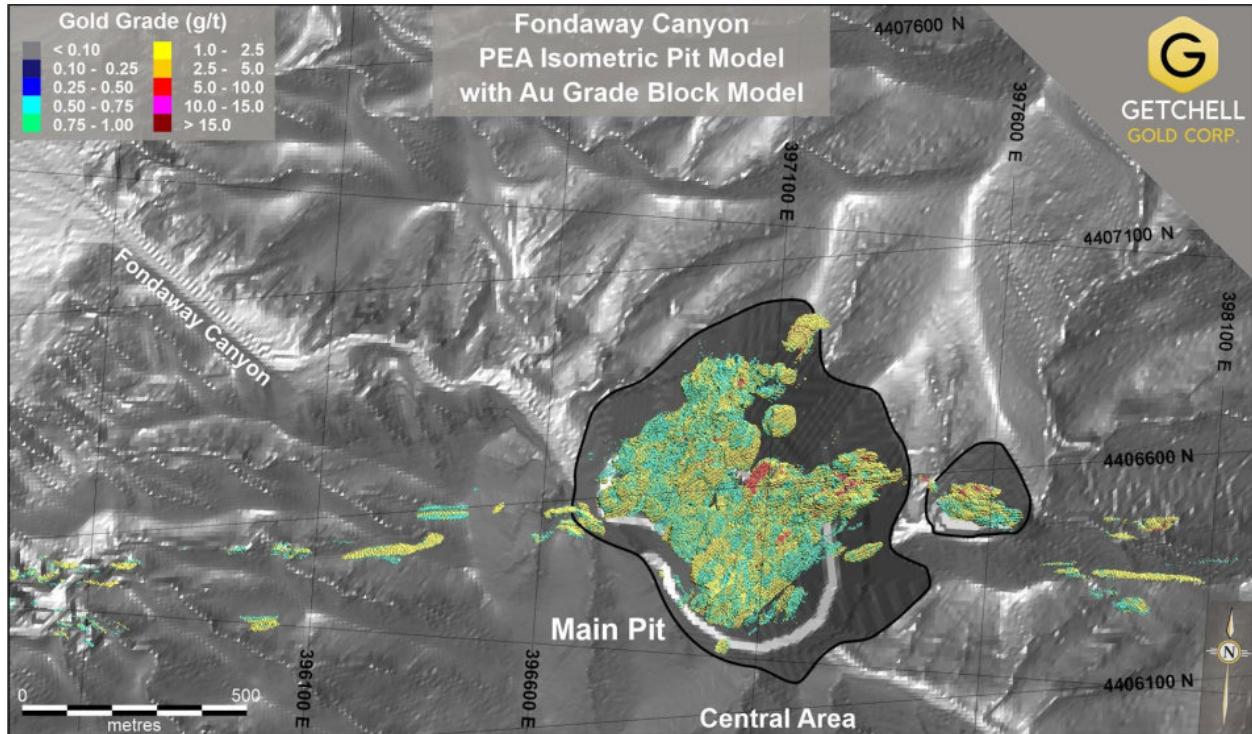 Gold Grade (g/t)
< 0.10
0.10 - 0.25
0.25 - 0.50
0.50 - 0.75
0.75 - 1.00
1.0 - 2.5
2.5 - 5.0
5.0 - 10.0
10.0 - 15.0
> 15.0
Fondaway Canyon
PEA Isometric Pit Model
with Au Grade Block Model
4407600 N
G
GETCHELL
GOLD CORP.
397600 E
397100 E
4407100 N
398100 E
Fondaway Canyon
4406600 N
Main Pit
N
396100 E
396600 E
4406100 N
0 500
metres
Central Area